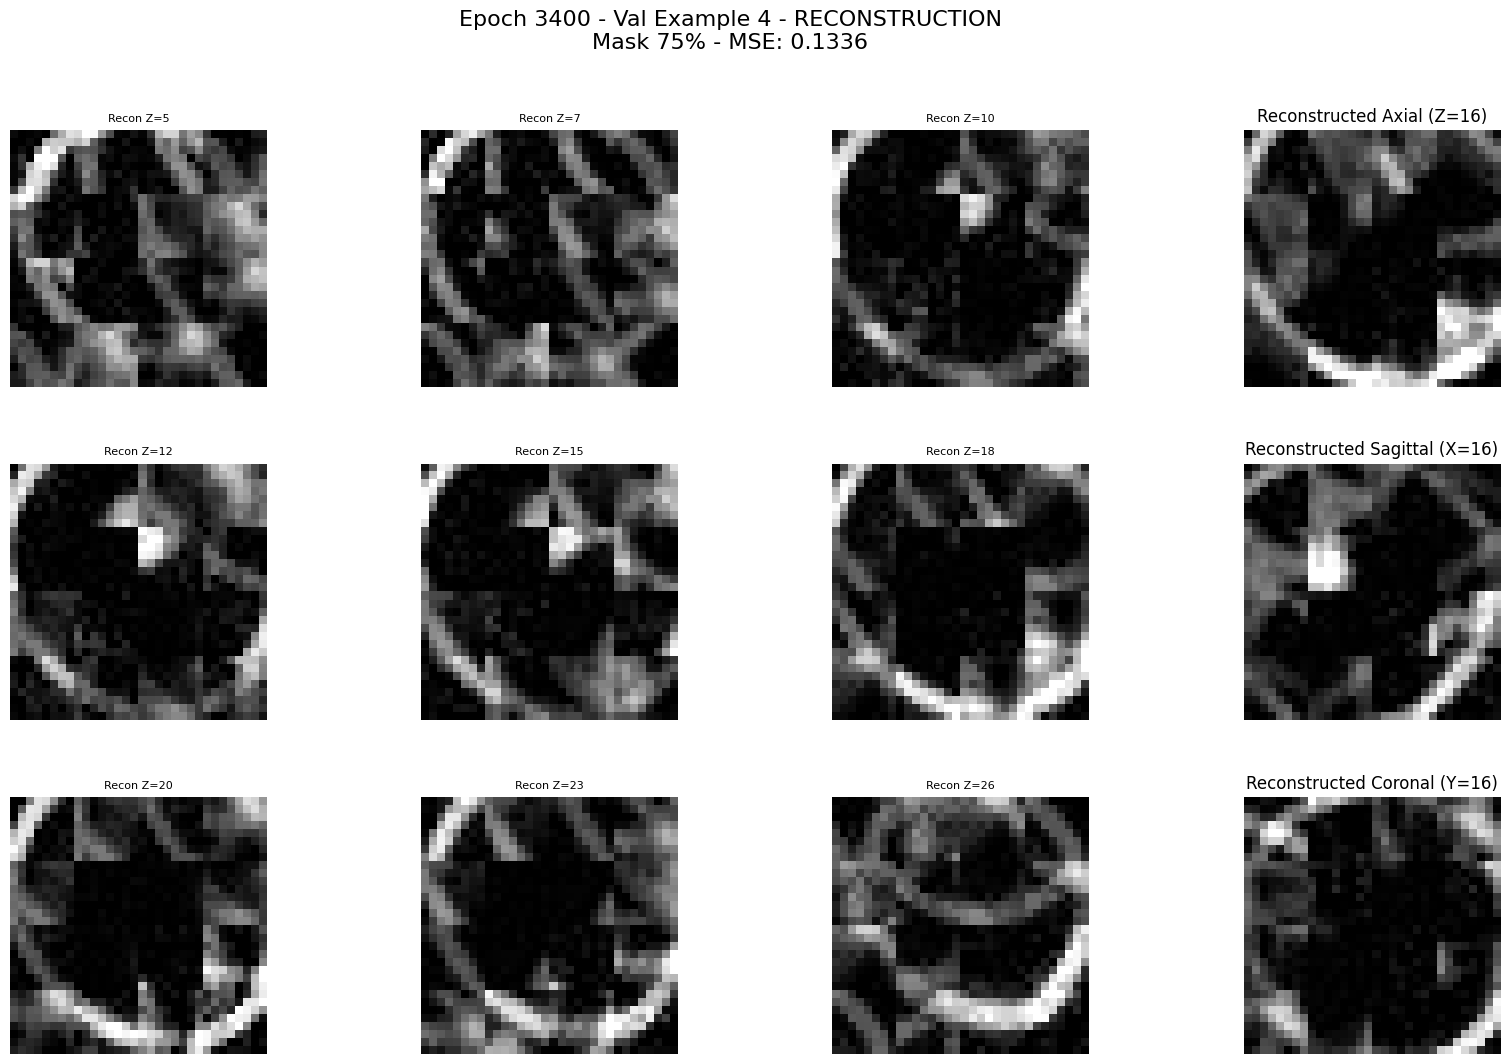 Epoch 3400 - Val Example 4 - RECONSTRUCTION
Mask 75% - MSE: 0.1336
Recon Z=5
Recon Z=7
Recon Z=10
Reconstructed Axial (Z=16)
Recon Z=12
Recon Z=15
Recon Z=18
Reconstructed Sagittal (X=16)
Recon Z=20
Recon Z=23
Recon Z=26
Reconstructed Coronal (Y=16)